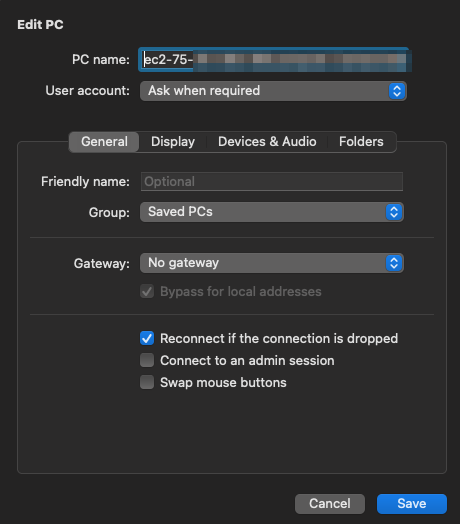 Edit PC
PC name: ec2-75-
User account: Ask when required
General Display Devices & Audio Folders
Friendly name: Optional
Group: Saved PCs
Gateway: No gateway
Bypass for local addresses
Reconnect if the connection is dropped
Connect to an admin session
Swap mouse buttons
Cancel Save